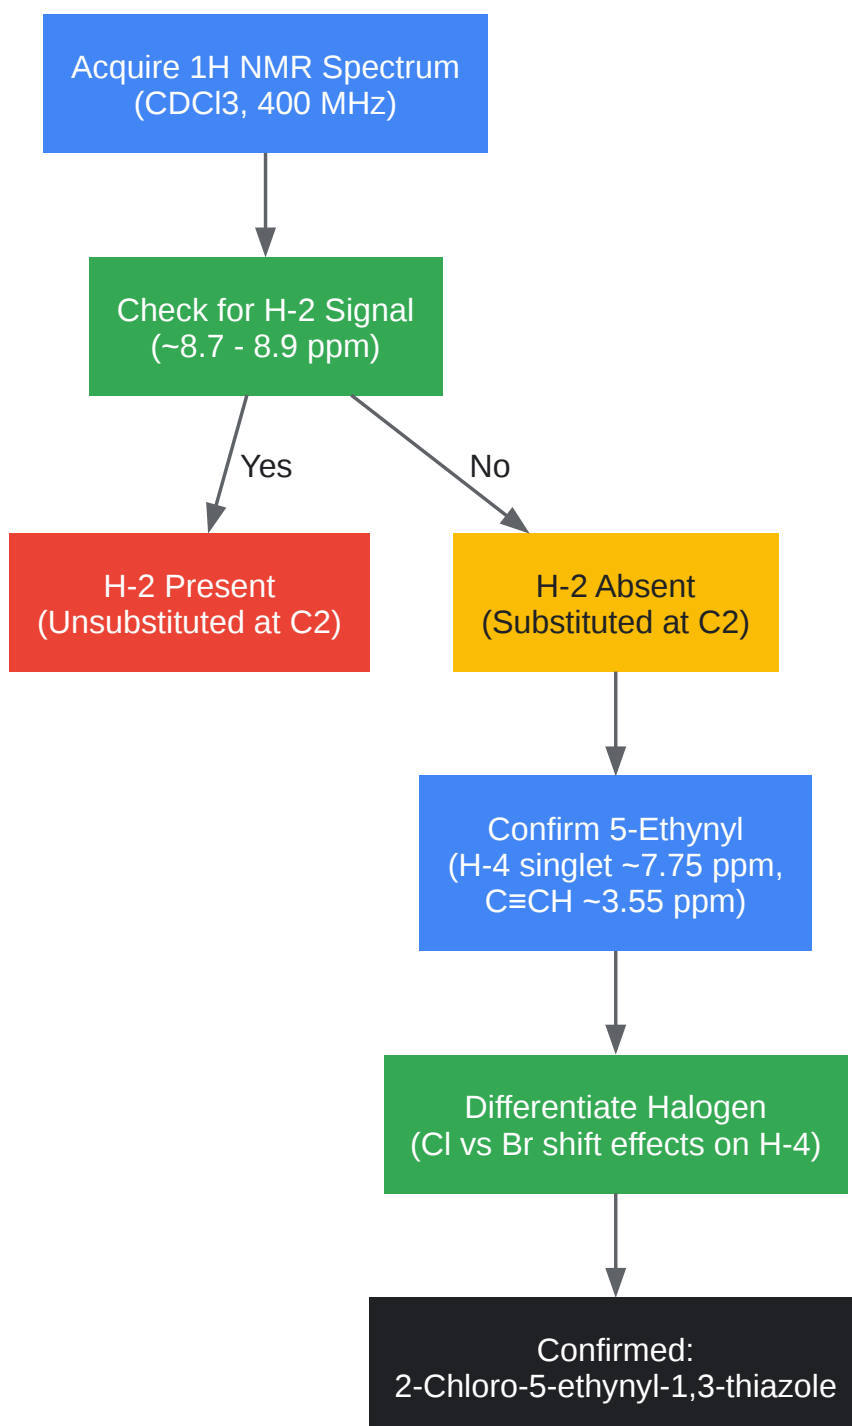 Acquire 1H NMR Spectrum
(CDCl3, 400 MHz)
Check for H-2 Signal
(~8.7 - 8.9 ppm)
Yes
No
H-2 Present
(Unsubstituted at C2)
H-2 Absent
(Substituted at C2)
Confirm 5-Ethynyl
(H-4 singlet ~7.75 ppm,
C≡CH ~3.55 ppm)
Differentiate Halogen
(Cl vs Br shift effects on H-4)
Confirmed:
2-Chloro-5-ethynyl-1,3-thiazole